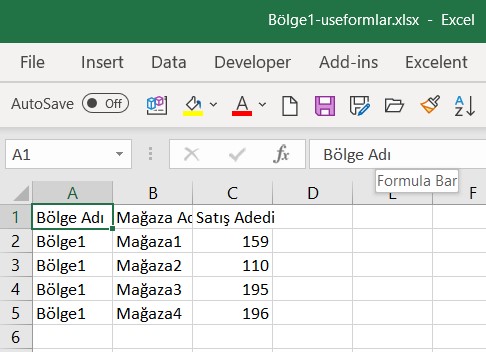 Bölge1-useformlar.xlsx - Excel
File Insert Data Developer Add-ins Excelent
AutoSave Off A A Z
A1 fx Bölge Adı
Formula Bar
A B C D E F
1 Bölge Adı Mağaza Ad Satış Adedi
2 Bölge1 Mağaza1 159
3 Bölge1 Mağaza2 110
4 Bölge1 Mağaza3 195
5 Bölge1 Mağaza4 196
6